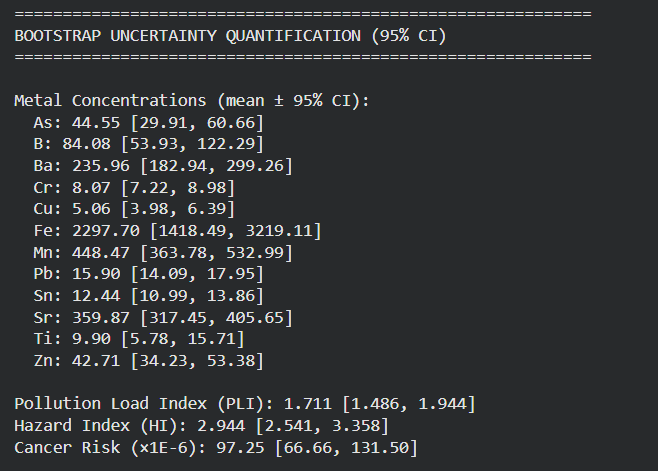 ============================================================
BOOTSTRAP UNCERTAINTY QUANTIFICATION (95% CI)
============================================================
Metal Concentrations (mean ± 95% CI):
As: 44.55 [29.91, 60.66]
B: 84.08 [53.93, 122.29]
Ba: 235.96 [182.94, 299.26]
Cr: 8.07 [7.22, 8.98]
Cu: 5.06 [3.98, 6.39]
Fe: 2297.70 [1418.49, 3219.11]
Mn: 448.47 [363.78, 532.99]
Pb: 15.90 [14.09, 17.95]
Sn: 12.44 [10.99, 13.86]
Sr: 359.87 [317.45, 405.65]
Ti: 9.90 [5.78, 15.71]
Zn: 42.71 [34.23, 53.38]
Pollution Load Index (PLI): 1.711 [1.486, 1.944]
Hazard Index (HI): 2.944 [2.541, 3.358]
Cancer Risk (×1E-6): 97.25 [66.66, 131.50]